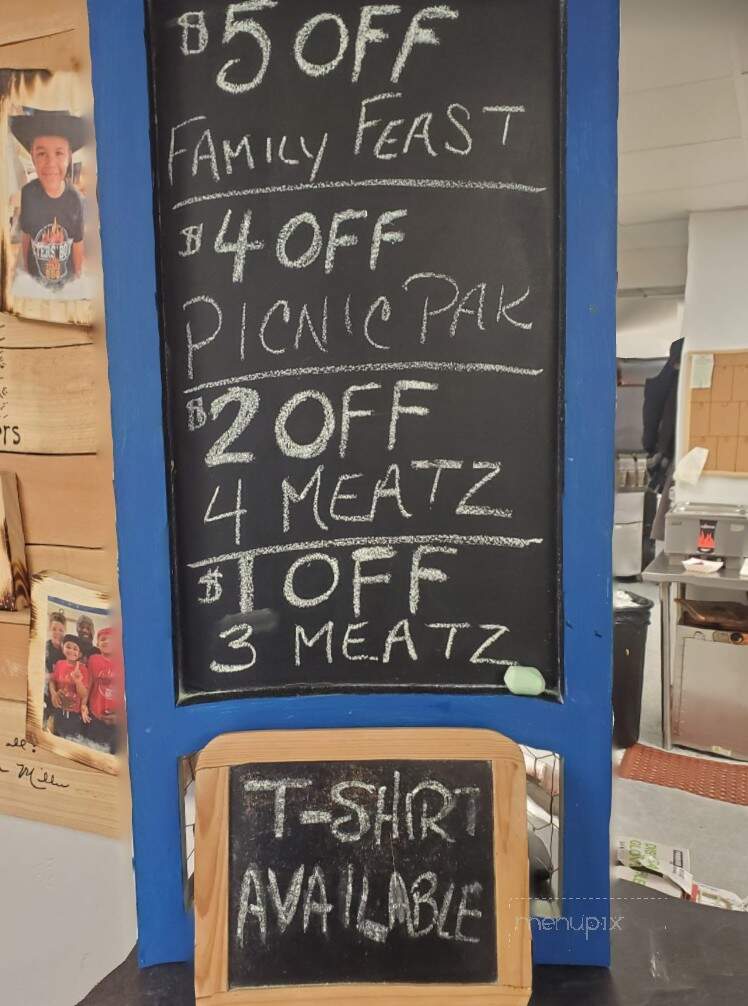 $5 OFF
FAMILY FEAST
$4 OFF
PICNIC PAK
$2 OFF
4 MEATZ
$1 OFF
3 MEATZ
T-SHIRT
AVAILABLE
menupix